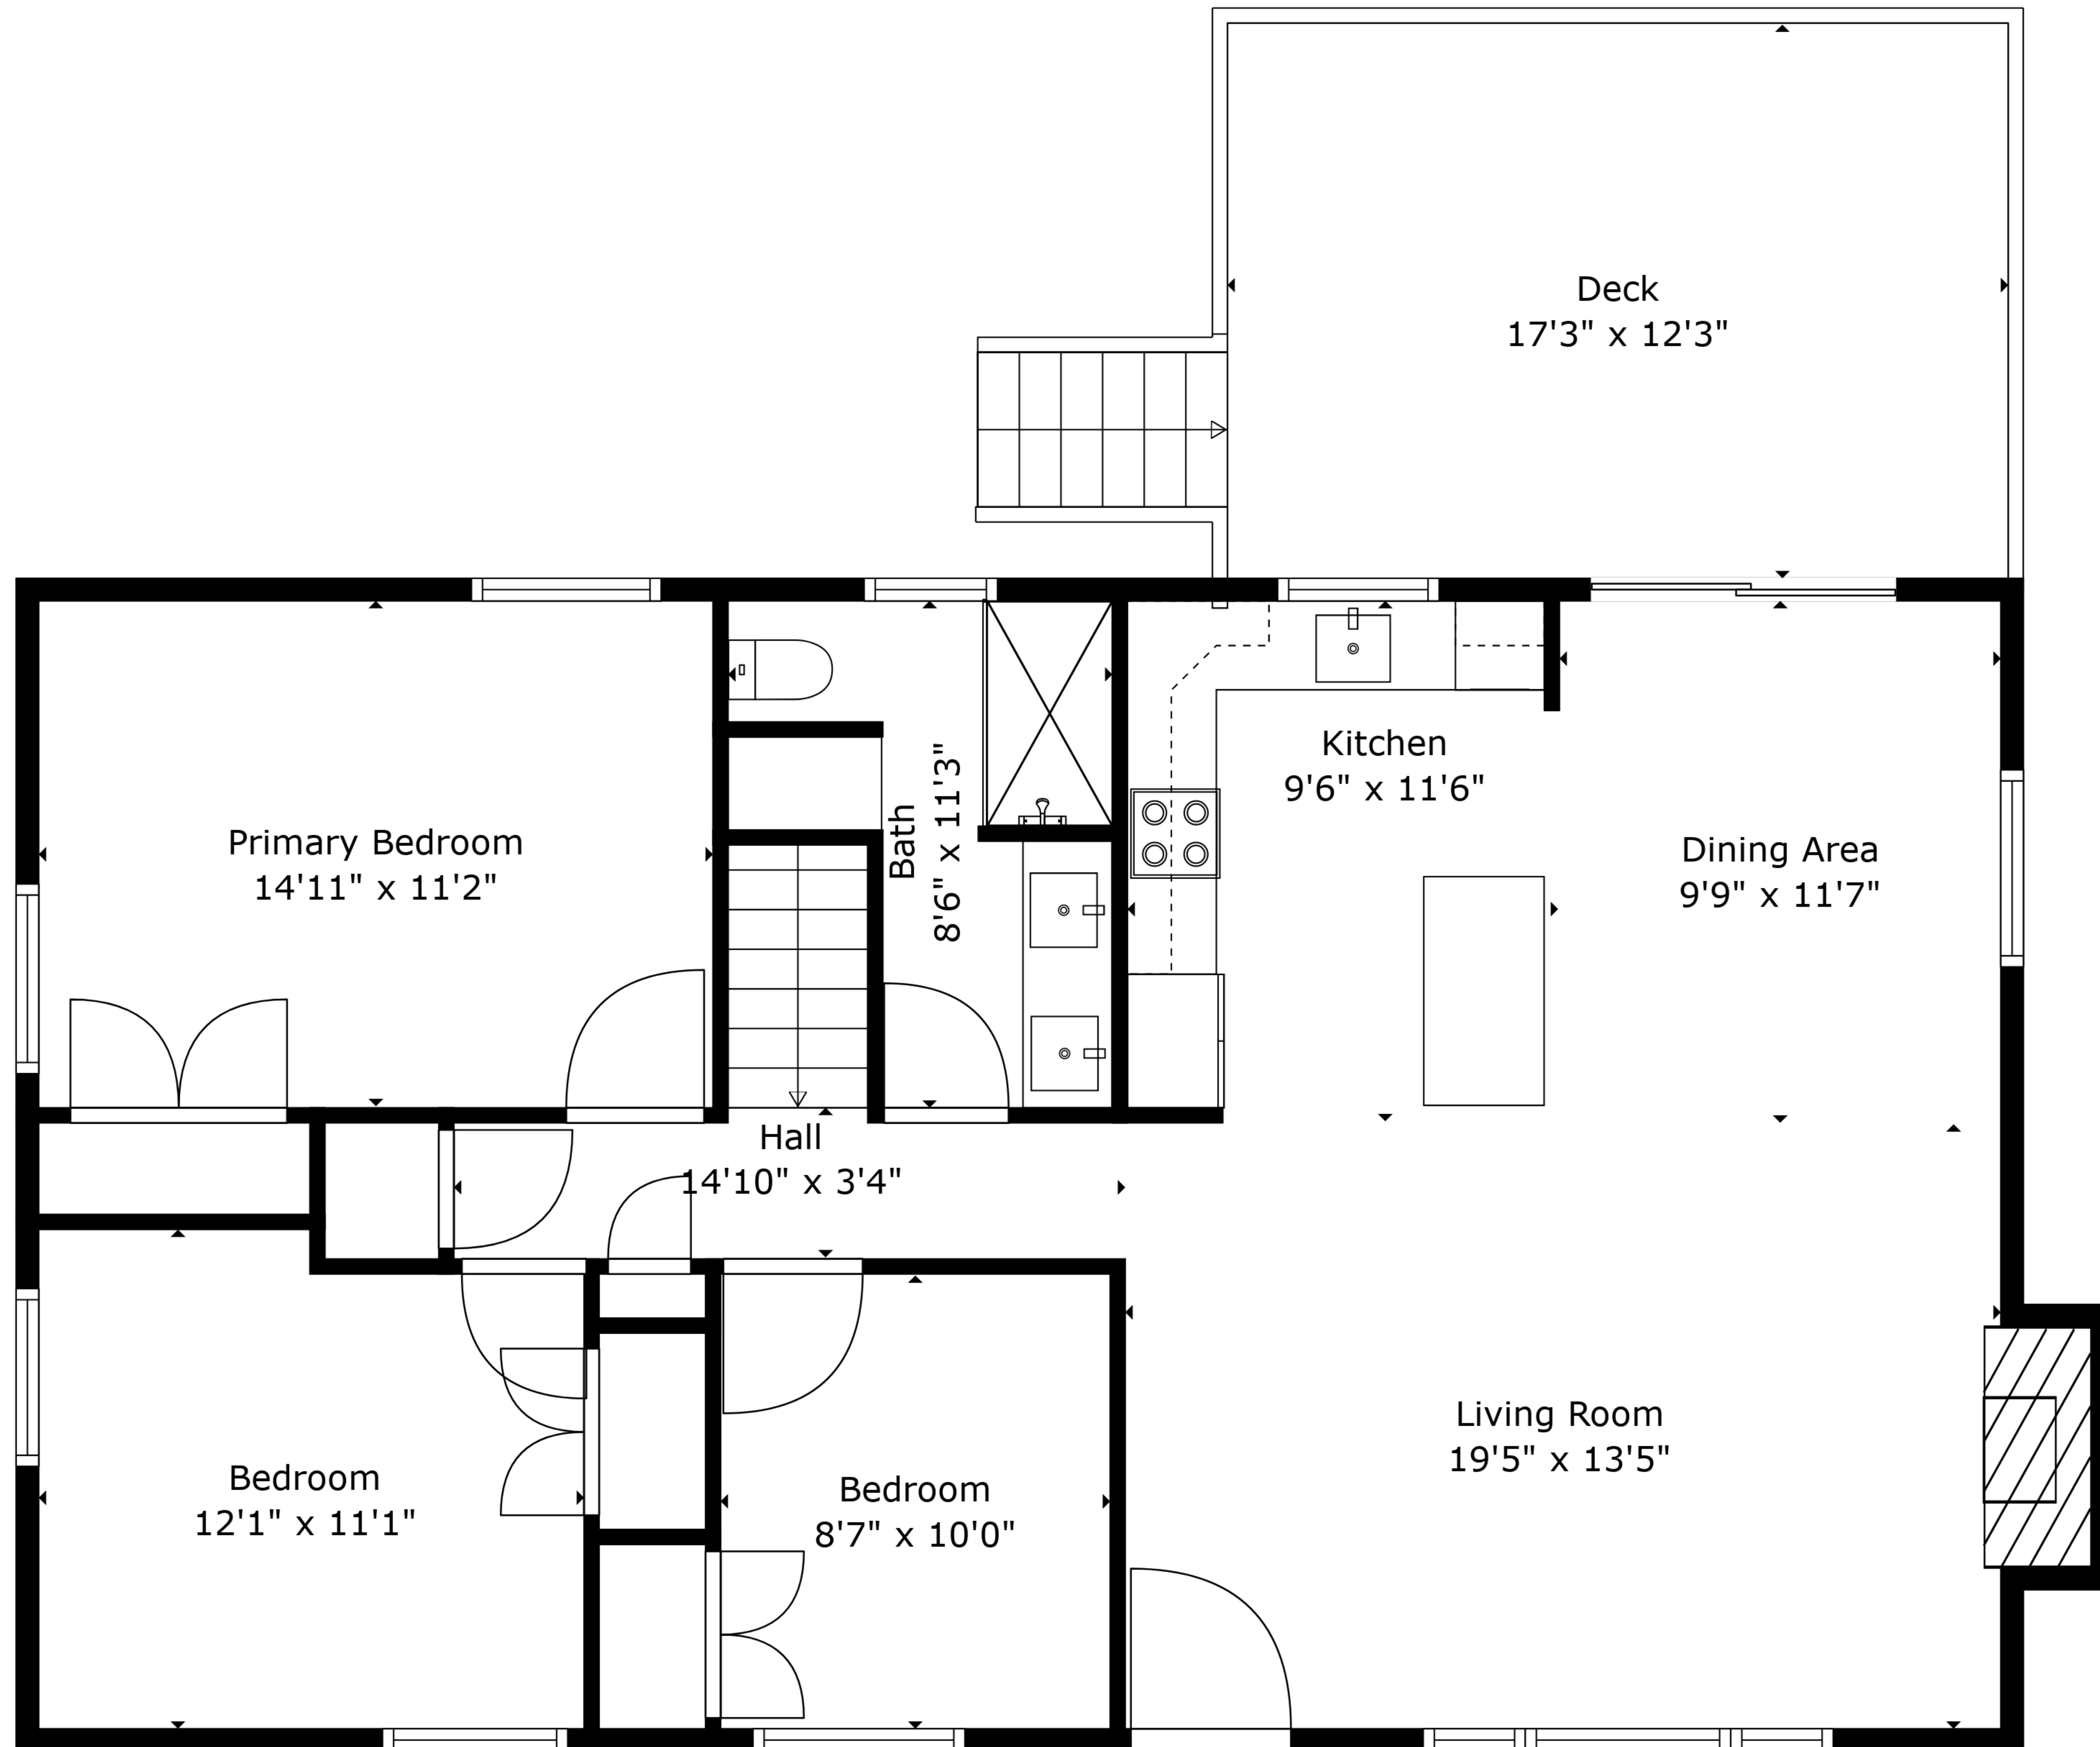 Deck
17'3" x 12'3"
Kitchen
9'6" x 11'6"
Primary Bedroom
14'11" x 11'2"
Bath
8'6" x 11'3"
Dining Area
9'9" x 11'7"
Hall
14'10" x 3'4"
Living Room
19'5" x 13'5"
Bedroom
12'1" x 11'1"
Bedroom
8'7" x 10'0"